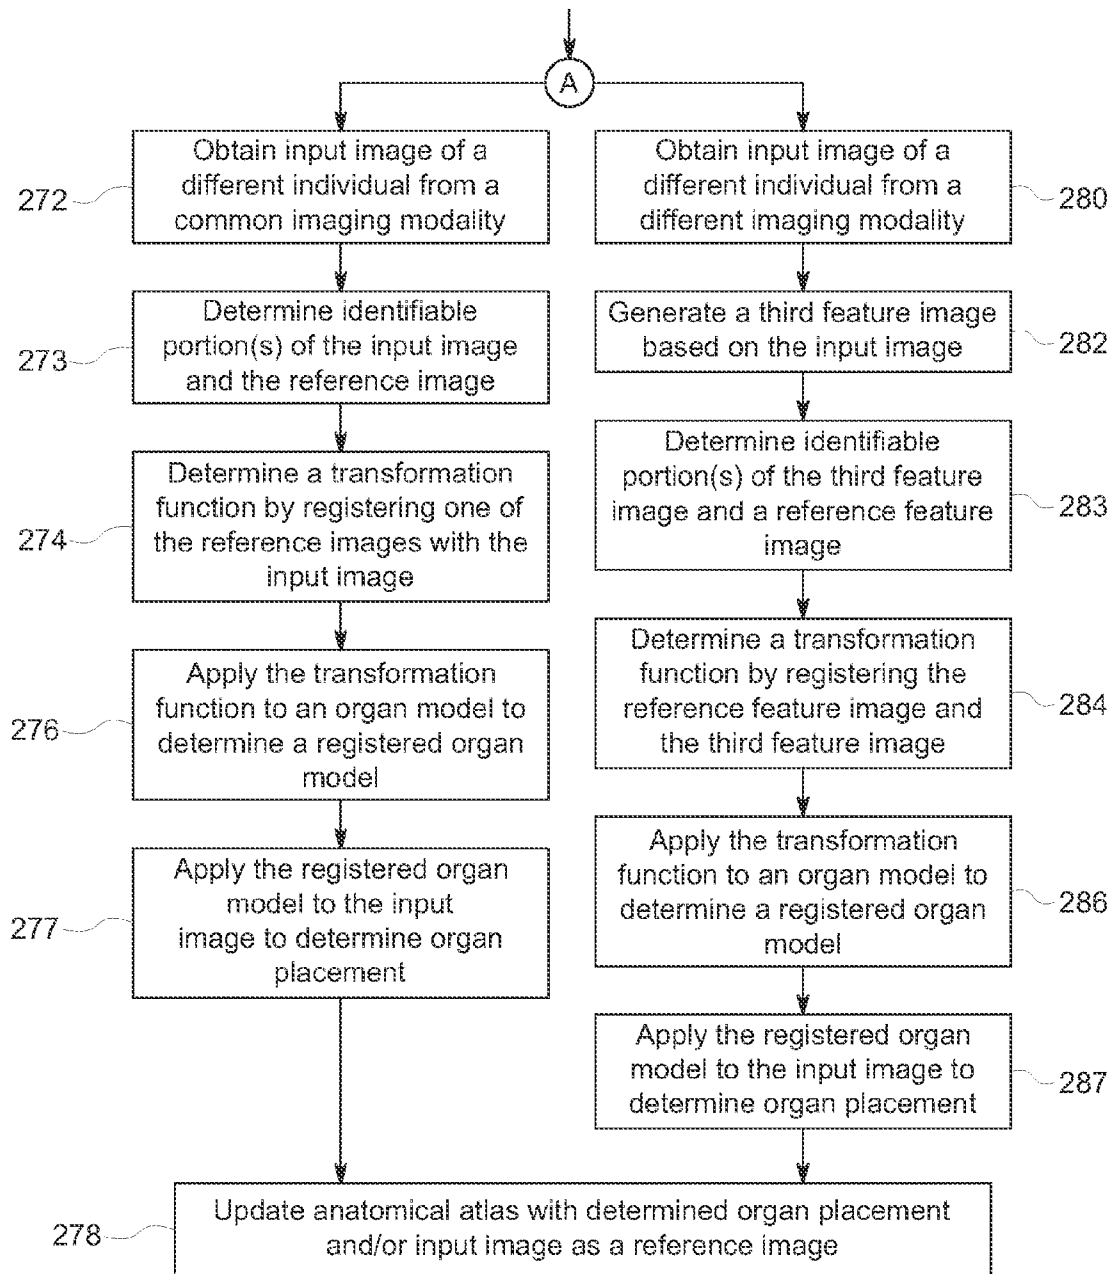 A
Obtain input image of a
different individual from a
common imaging modality
272
Determine identifiable
portion(s) of the input image
and the reference image
273
Determine a transformation
function by registering one of
the reference images with the
input image
274
Apply the transformation
function to an organ model to
determine a registered organ
model
276
Apply the registered organ
model to the input
image to determine organ
placement
277
Obtain input image of a
different individual from a
different imaging modality
280
Generate a third feature image
based on the input image
282
Determine identifiable
portion(s) of the third feature
image and a reference feature
image
283
Determine a transformation
function by registering the
reference feature image and
the third feature image
284
Apply the transformation
function to an organ model to
determine a registered organ
model
286
Apply the registered organ
model to the input image to
determine organ placement
287
Update anatomical atlas with determined organ placement
and/or input image as a reference image
278